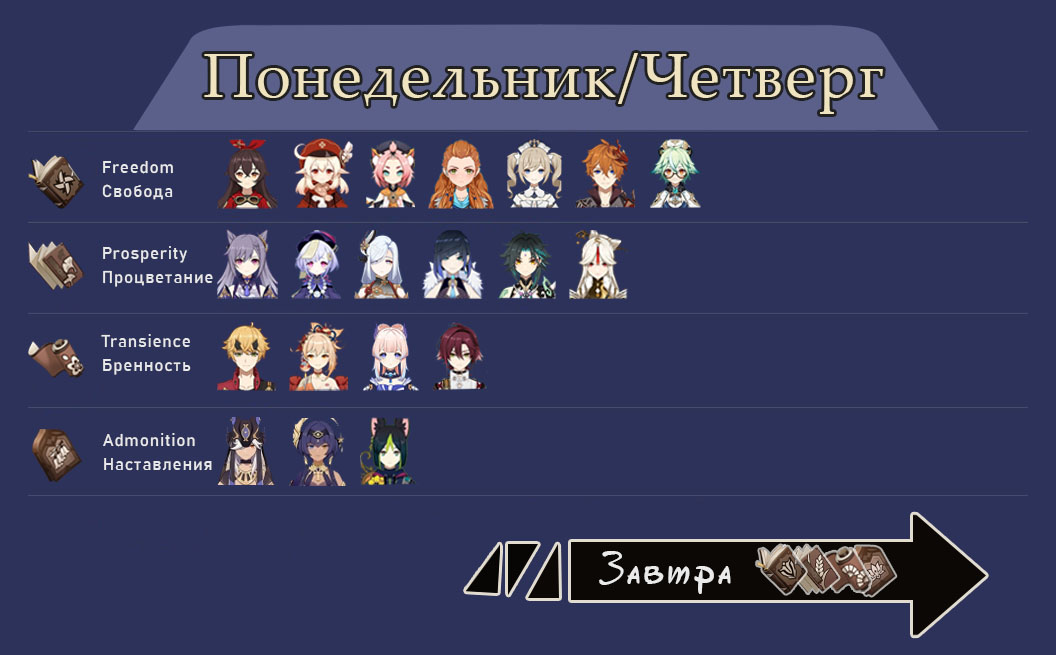 Понедельник/Четверг
Freedom
Свобода
Prosperity
Процветание
Transience
Бренность
Admonition
Наставления
Завтра